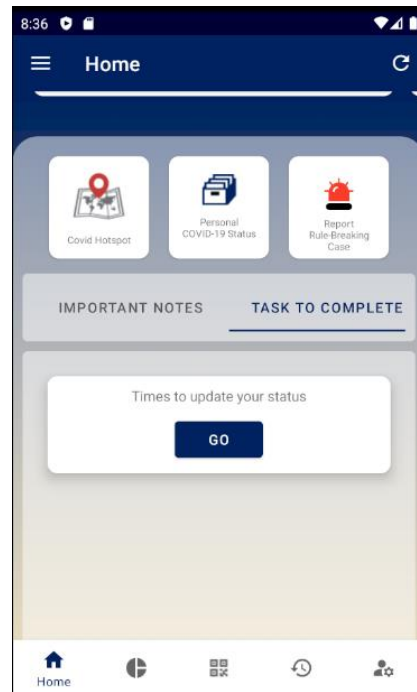 8:36
Home
Covid Hotspot
Personal
COVID-19 Status
Report
Rule-Breaking
Case
IMPORTANT NOTES
TASK TO COMPLETE
Times to update your status
GO
Home